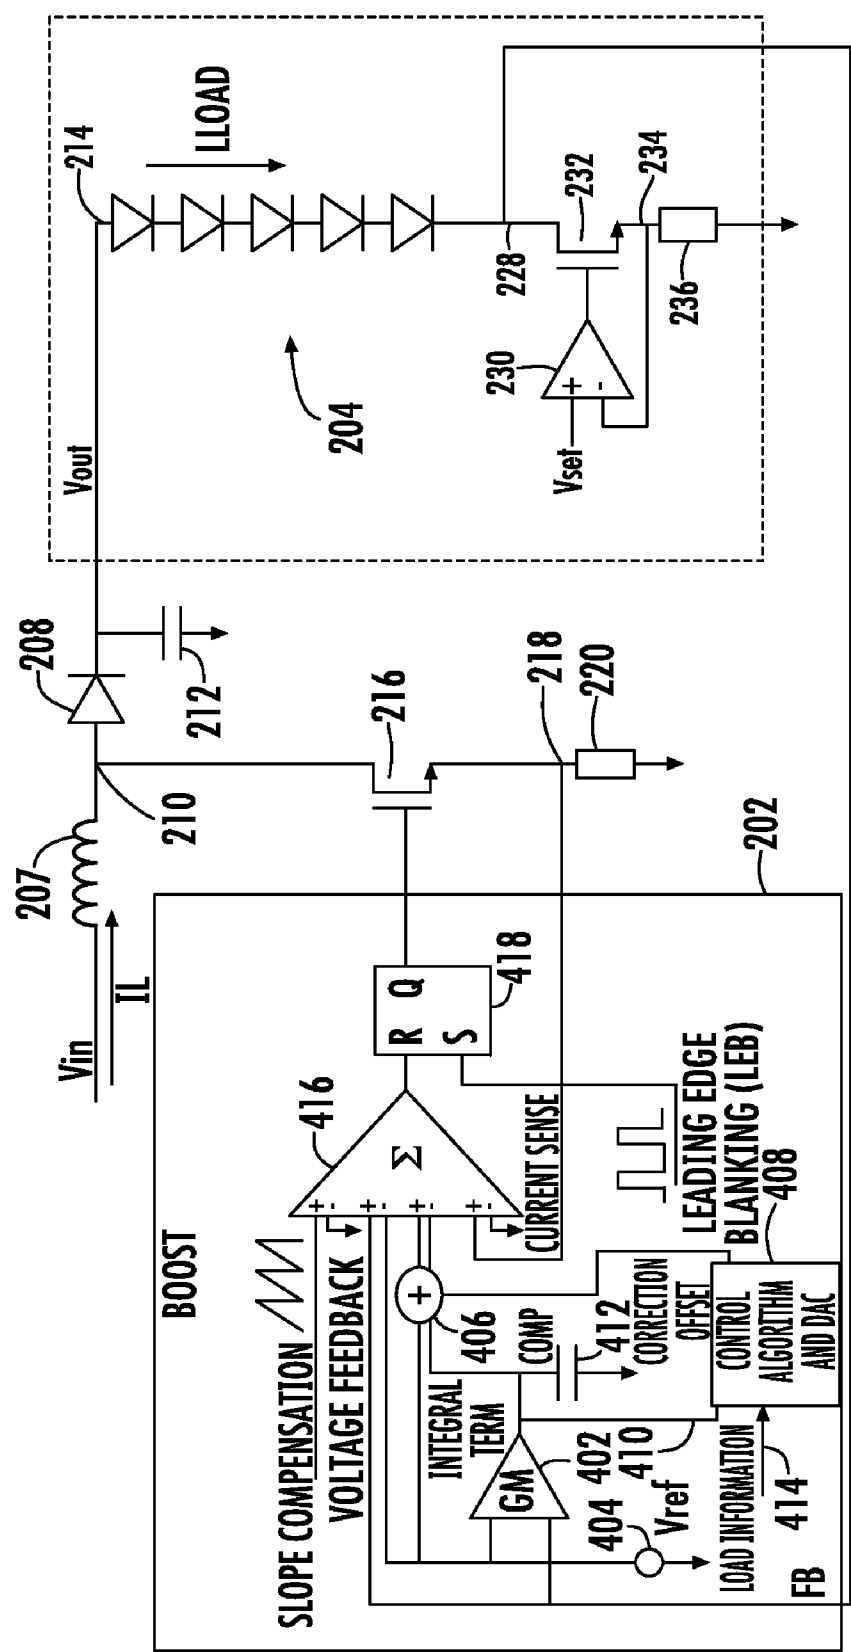 BOOST
202
SLOPE COMPENSATION
VOLTAGE FEEDBACK
INTEGRAL
TERM
GM
402
404
Vref
410
LOAD INFORMATION
414
FB
COMP
412
406
+
CORRECTION
OFFSET
CONTROL
ALGORITHM
AND DAC
408
416
Σ
+
-
+
-
+
-
+
-
CURRENT SENSE
R Q
S
418
LEADING EDGE
BLANKING (LEB)
Vin
IL
207
210
208
212
216
218
220
Vout
204
214
LLOAD
228
230
+
-
Vset
232
234
236